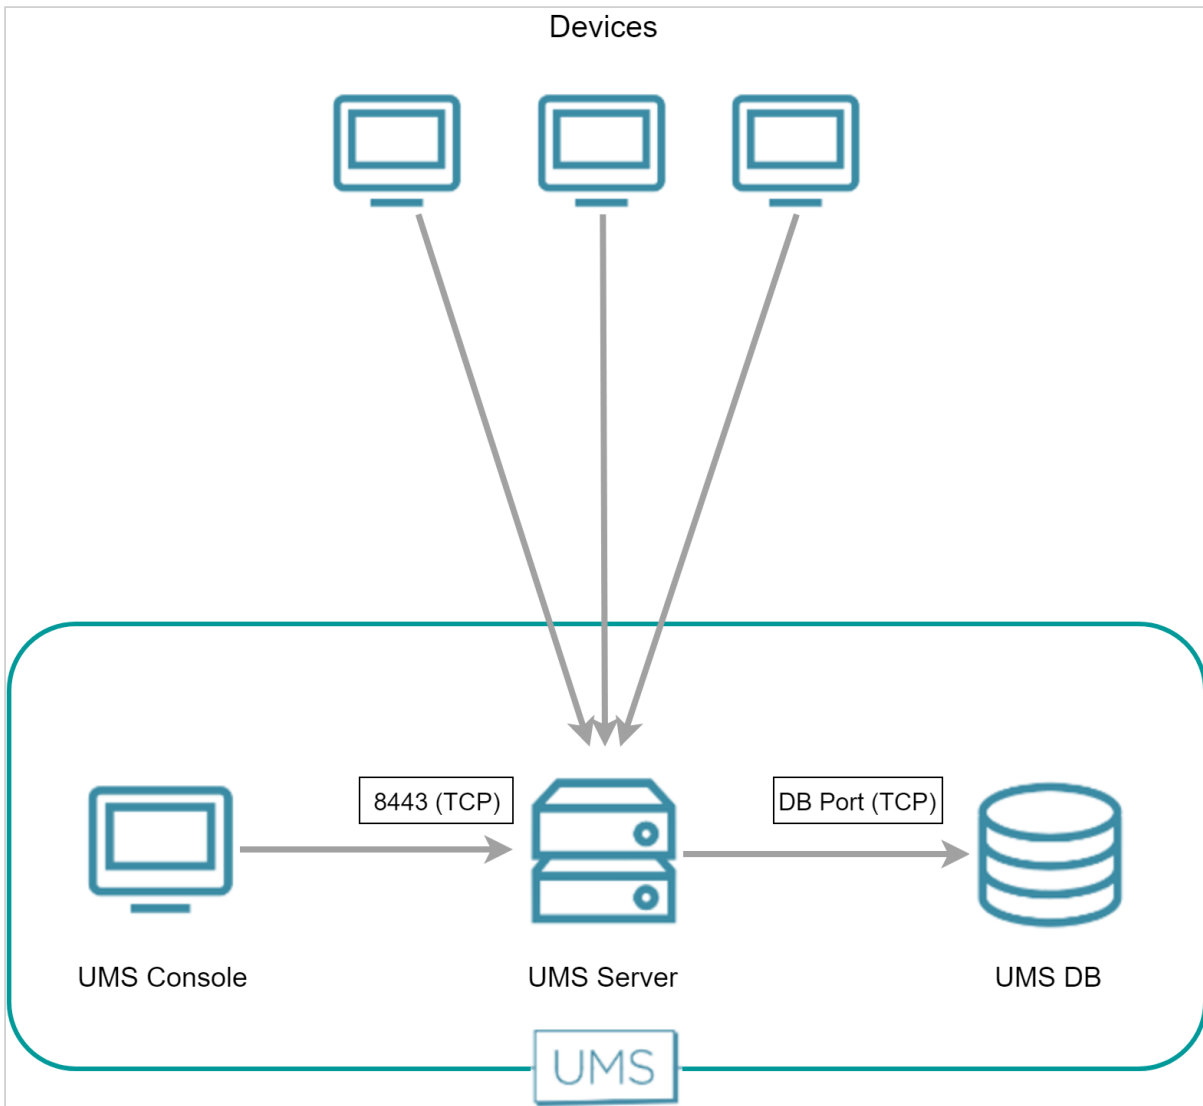 Devices
8443 (TCP)
DB Port (TCP)
UMS Console
UMS Server
UMS DB
UMS